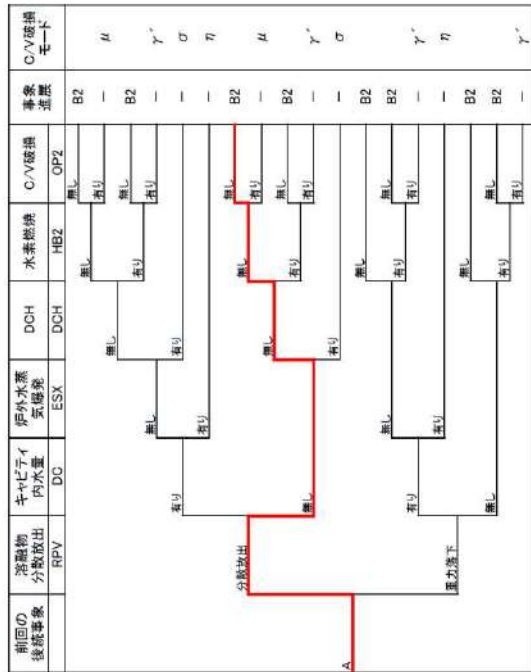 前回の 溶融物 キャビティ 炉外水蒸 DCH 水素燃焼 C/V破損 事象 C/V破損
後続事象 分散放出 内水量 気爆発 進展 モード
RPV DC ESX DCH HB2 OP2
無し B2
無し
有り － μ
無し
無し B2
有り
無し 有り － γ´
有り 有り － σ
有り － η
無し B2
分散放出 無し
有り － μ
無し
無し B2
有り
無し 有り － γ´
有り － σ
A
無し B2
無し 無し B2
有り
有り 有り － γ´
有り － η
重力落下
無し B2
無し 無し B2
有り
有り － γ´